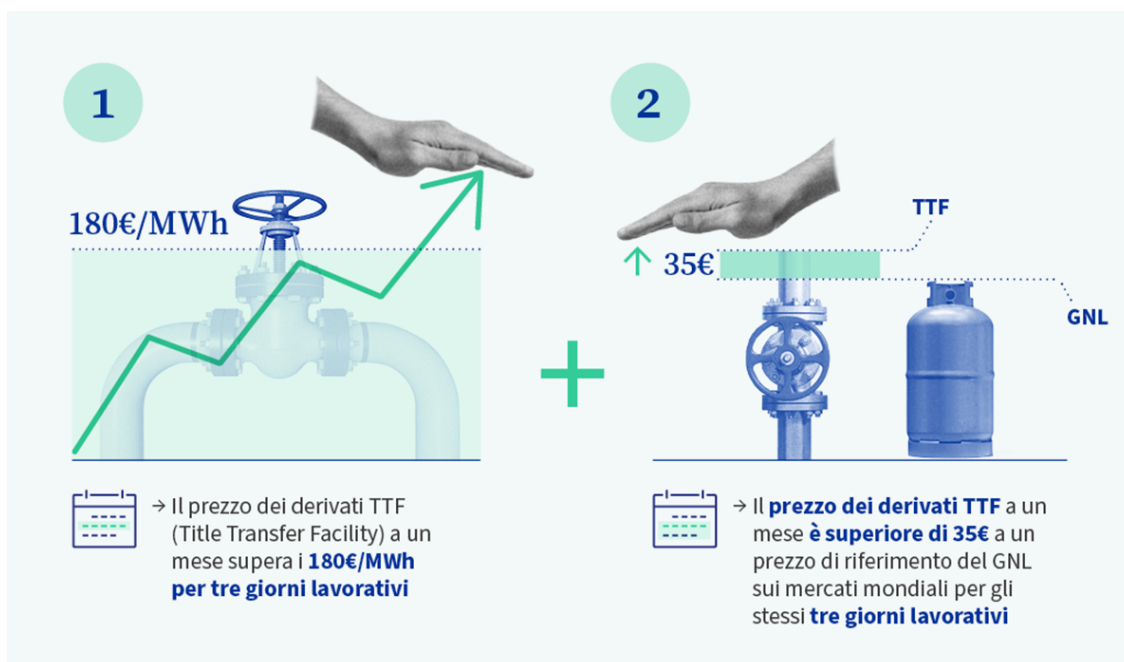 1
180€/MWh
→ Il prezzo dei derivati TTF
(Title Transfer Facility) a un
mese supera i 180€/MWh
per tre giorni lavorativi
+
2
TTF
35€
GNL
→ Il prezzo dei derivati TTF a un
mese è superiore di 35€ a un
prezzo di riferimento del GNL
sui mercati mondiali per gli
stessi tre giorni lavorativi